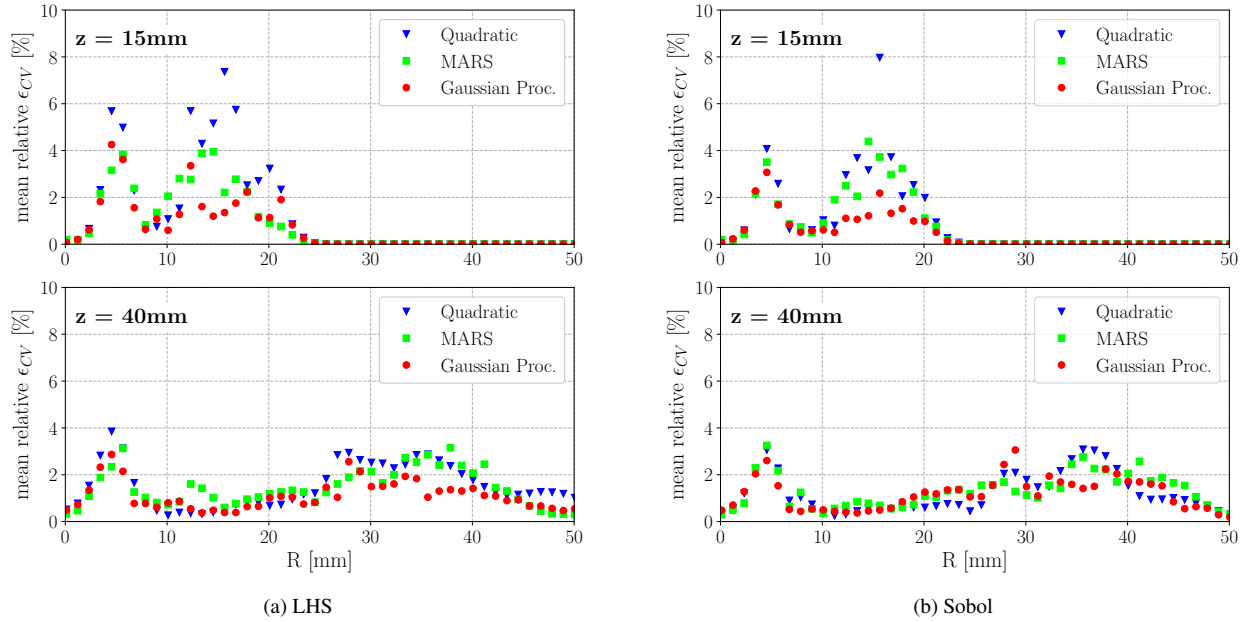 z = 15mm
Quadratic
MARS
Gaussian Proc.
mean relative ϵCV [%]
0 2 4 6 8 10
0 10 20 30 40 50
z = 40mm
Quadratic
MARS
Gaussian Proc.
mean relative ϵCV [%]
0 2 4 6 8 10
0 10 20 30 40 50
R [mm]
(a) LHS
z = 15mm
Quadratic
MARS
Gaussian Proc.
mean relative ϵCV [%]
0 2 4 6 8 10
0 10 20 30 40 50
z = 40mm
Quadratic
MARS
Gaussian Proc.
mean relative ϵCV [%]
0 2 4 6 8 10
0 10 20 30 40 50
R [mm]
(b) Sobol